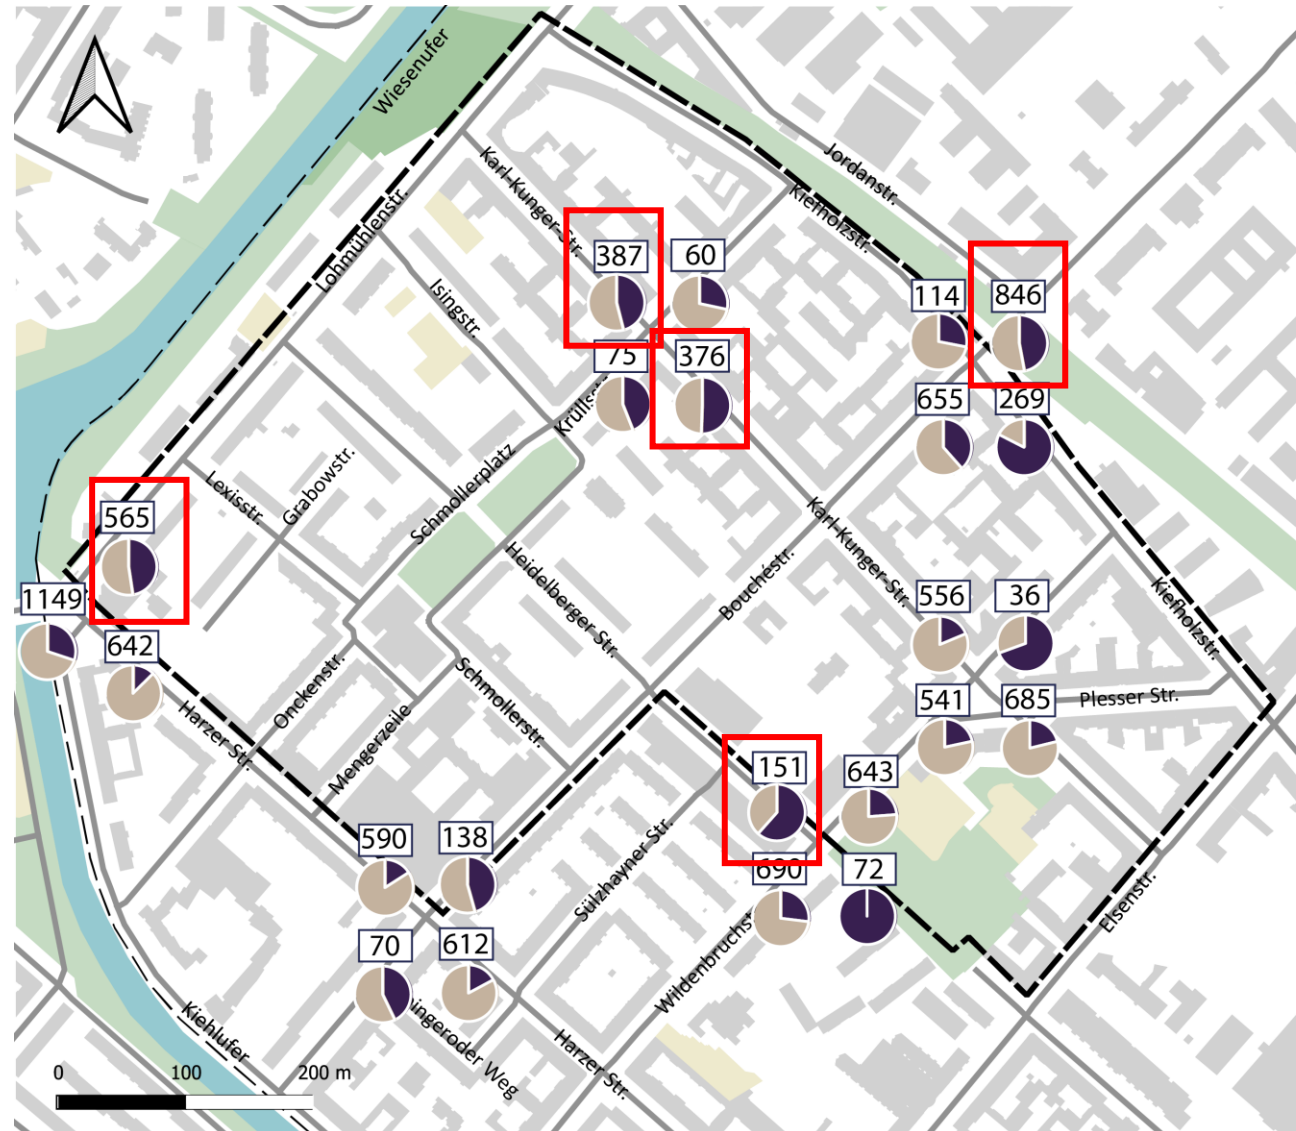 Wiesenufer
Jordanstr.
Karl-Kunger-Str.
Kiefholzstr.
Lohmühlenstr.
387
60
Isingstr.
114
846
75
376
655
269
Schmollerplatz
Grabowstr.
Lexisstr.
565
Karl-Kunger-Str.
Heidelberger Str.
Bouchéstr.
1149
642
556
36
Kiefholzstr.
Onckenstr.
Schmollerstr.
541
685
Plesser Str.
Harzer Str.
Mengerzeile
151
643
590
138
Sülzhayner Str.
690
72
Elsenstr.
70
612
Wildenbruchst
Kiehlufer
ingeroder Weg
Harzer Str.
0 100 200 m